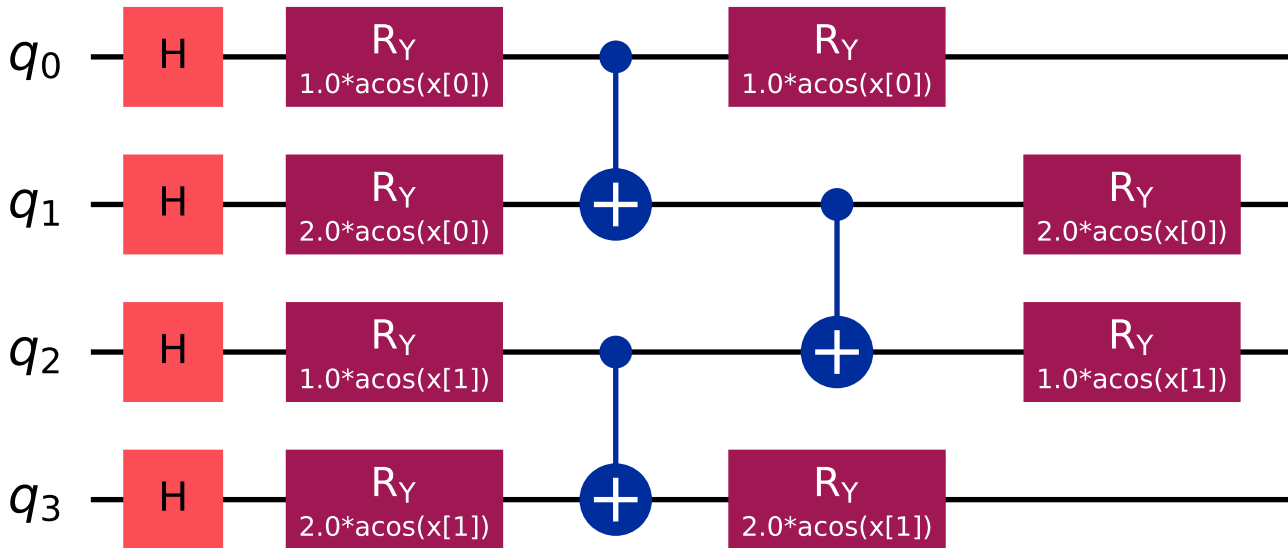 q0 H RY RY
1.0*acos(x[0]) 1.0*acos(x[0])
q1 H RY RY
2.0*acos(x[0]) 2.0*acos(x[0])
q2 H RY RY
1.0*acos(x[1]) 1.0*acos(x[1])
q3 H RY RY
2.0*acos(x[1]) 2.0*acos(x[1])